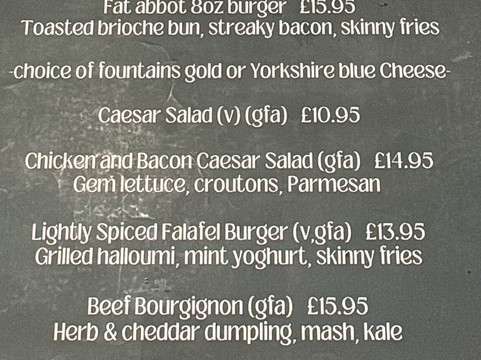 Fat abbot 8oz burger £15.95
Toasted brioche bun, streaky bacon, skinny fries
-choice of fountains gold or Yorkshire blue Cheese-
Caesar Salad (v) (gfa) £10.95
Chicken and Bacon Caesar Salad (gfa) £14.95
Gem lettuce, croutons, Parmesan
Lightly Spiced Falafel Burger (v,gfa) £13.95
Grilled halloumi, mint yoghurt, skinny fries
Beef Bourgignon (gfa) £15.95
Herb & cheddar dumpling, mash, kale